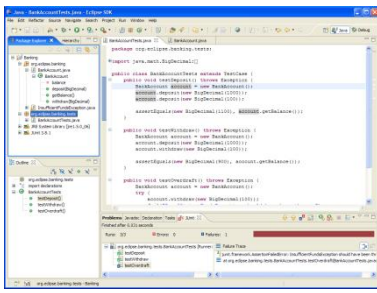 Java - BankAccountTests.java - Eclipse SDK
File Edit Refactor Source Navigate Search Project Run Window Help
Java
Debug
Package Explorer
Hierarchy
Banking
org.eclipse.banking
BankAccount.java
BankAccount
balance
deposit(BigDecimal)
getBalance()
withdraw(BigDecimal)
InsufficientFundsException.java
org.eclipse.banking.tests
BankAccountTests.java
JRE System Library
JUnit 3.8.1
BankAccountTests.java
BankAccount.java
package org.eclipse.banking.tests;
import java.math.BigDecimal;
public class BankAccountTests extends TestCase {
public void testDeposit() throws Exception {
BankAccount account = new BankAccount();
account.deposit(new BigDecimal(1000));
account.deposit(new BigDecimal(100));
assertEquals(new BigDecimal(1100), account.getBalance());
}
public void testWithdraw() throws Exception {
BankAccount account = new BankAccount();
account.deposit(new BigDecimal(1000));
account.withdraw(new BigDecimal(100));
assertEquals(new BigDecimal(900), account.getBalance());
}
public void testOverdraft() throws Exception {
BankAccount account = new BankAccount();
try {
account.withdraw(new BigDecimal(100));
Outline
org.eclipse.banking.tests
import declarations
BankAccountTests
testDeposit()
testWithdraw()
testOverdraft()
Problems Javadoc Declaration Tasks JUnit
Finished after 0.031 seconds
Runs: 3/3
Errors: 0
Failures: 1
org.eclipse.banking.tests.BankAccountTests
testDeposit
testWithdraw
testOverdraft
Failure Trace
junit.framework.AssertionFailedError: InsufficientFundsException should have been
at org.eclipse.banking.tests.BankAccountTests.testOverdraft(BankAccountTests.java
org.eclipse.banking.tests - Banking